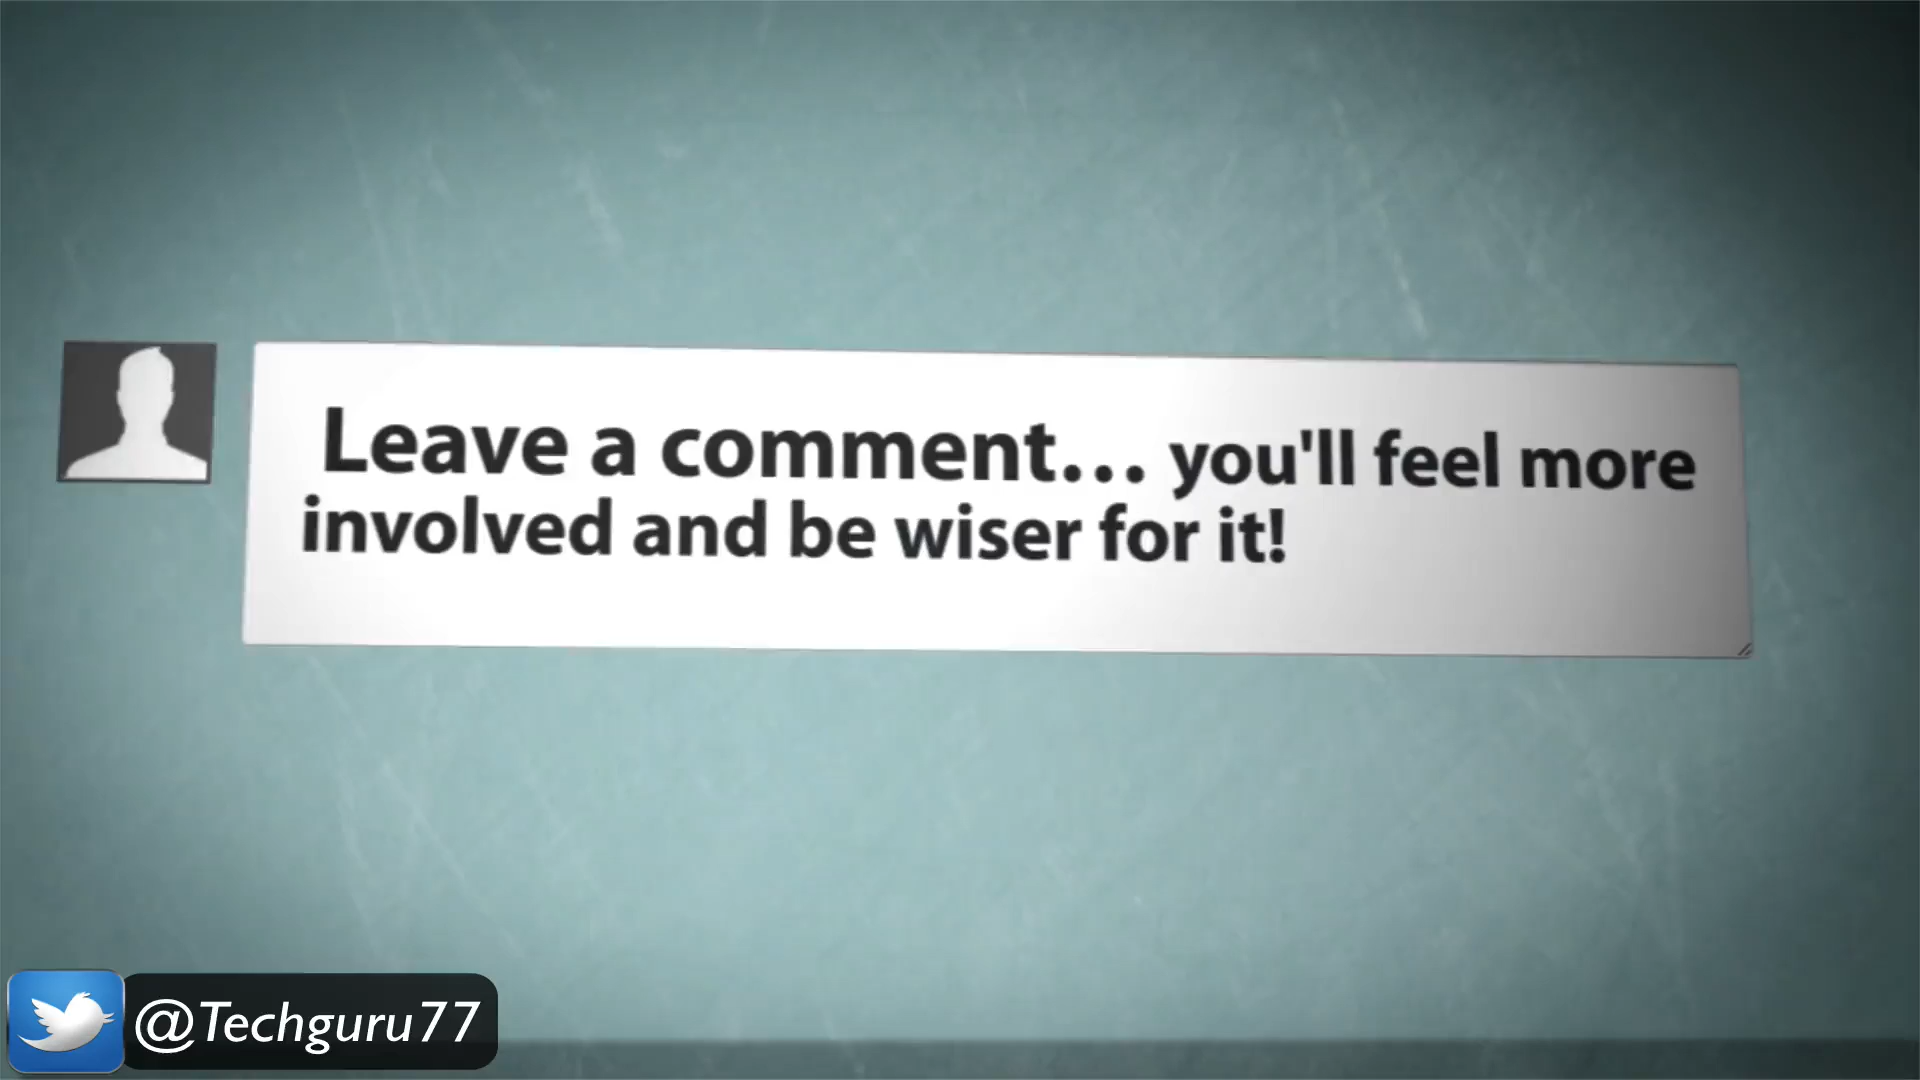 Leave a comment... you'll feel more
involved and be wiser for it!
@Techguru77